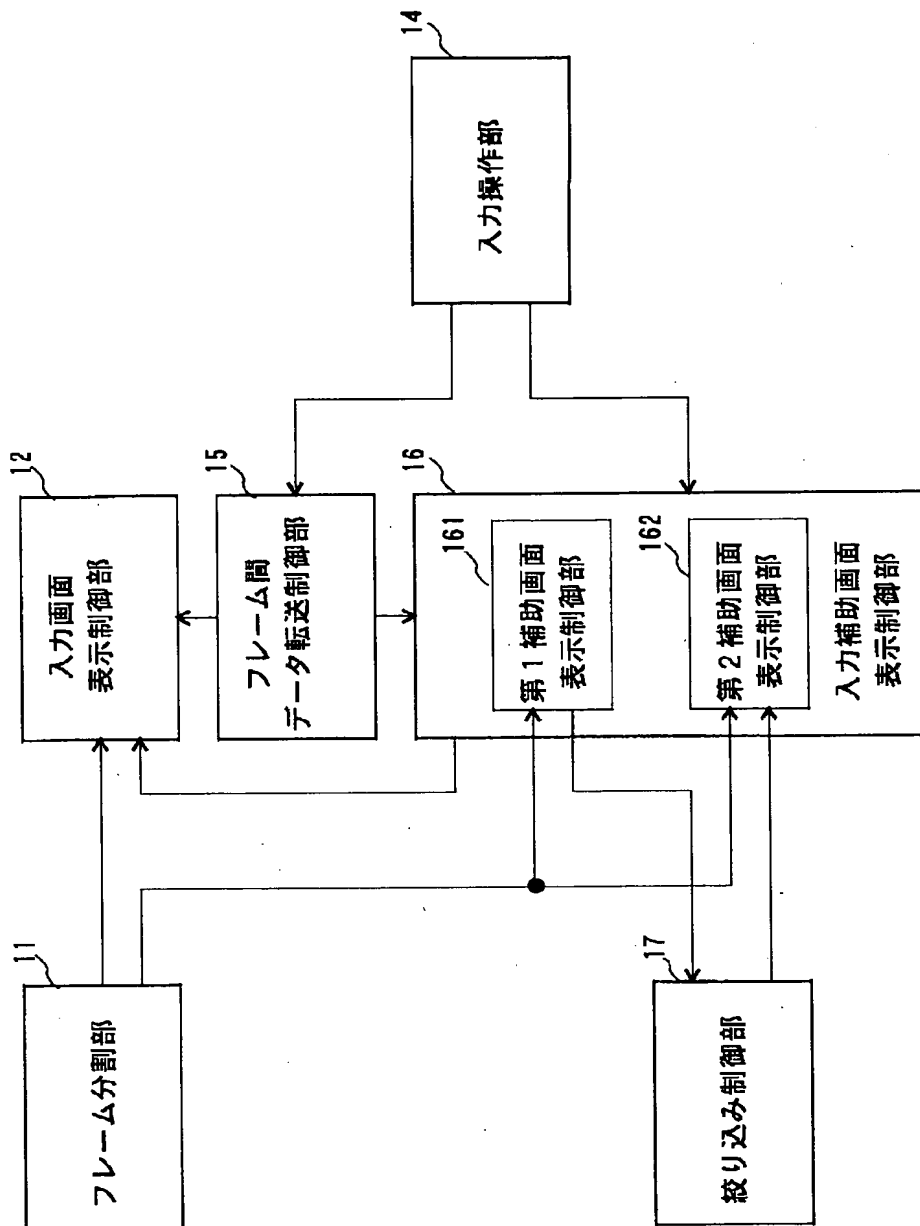 11
フレーム分割部
12
入力画面
表示制御部
15
フレーム間
データ転送制御部
14
入力操作部
16
161
第1補助画面
表示制御部
162
第2補助画面
表示制御部
入力補助画面
表示制御部
17
絞り込み制御部